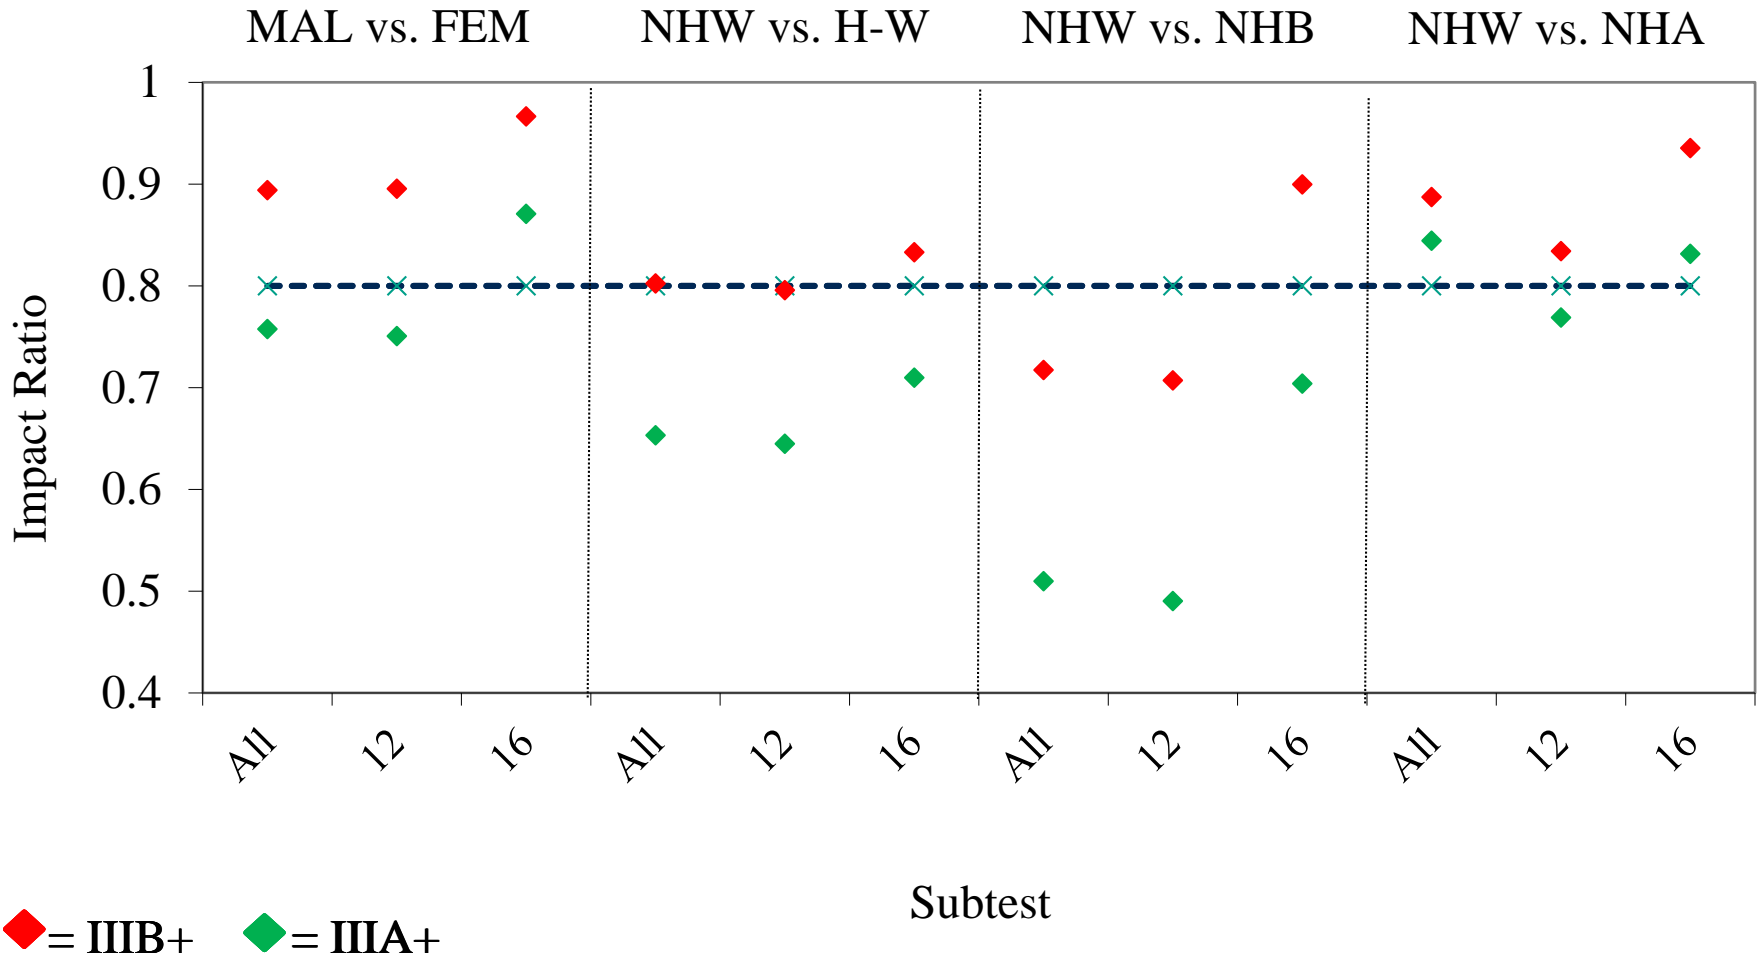 MAL vs. FEM NHW vs. H-W NHW vs. NHB NHW vs. NHA
1
0.9
0.8
0.7
0.6
0.5
0.4
Impact Ratio
All 12 16 All 12 16 All 12 16 All 12 16
Subtest
= IIIB+ = IIIA+